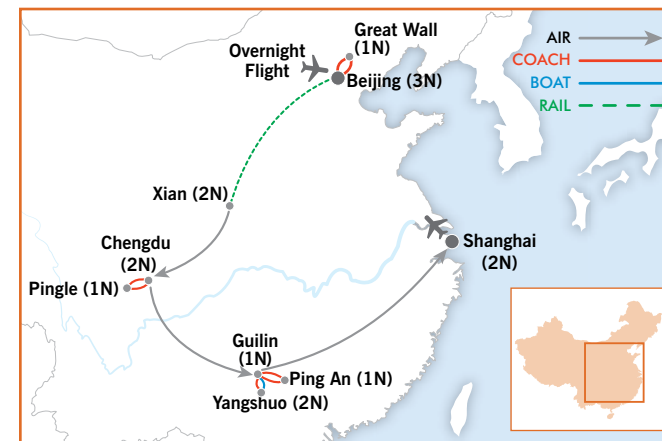 Great Wall
(1N)
Overnight
Flight
Beijing (3N)
AIR
COACH
BOAT
RAIL
Xian (2N)
Chengdu
(2N)
Pingle (1N)
Shanghai
(2N)
Guilin
(1N)
Ping An (1N)
Yangshuo (2N)